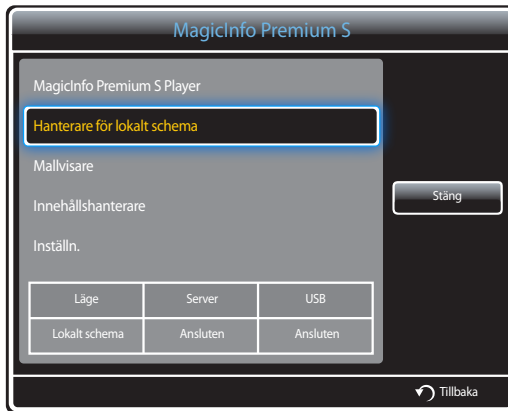 MagicInfo Premium S
MagicInfo Premium S Player
Hanterare för lokalt schema
Mallvisare
Innehållshanterare
Inställn.
Stäng
Läge Server USB
Lokalt schema Ansluten Ansluten
Tillbaka